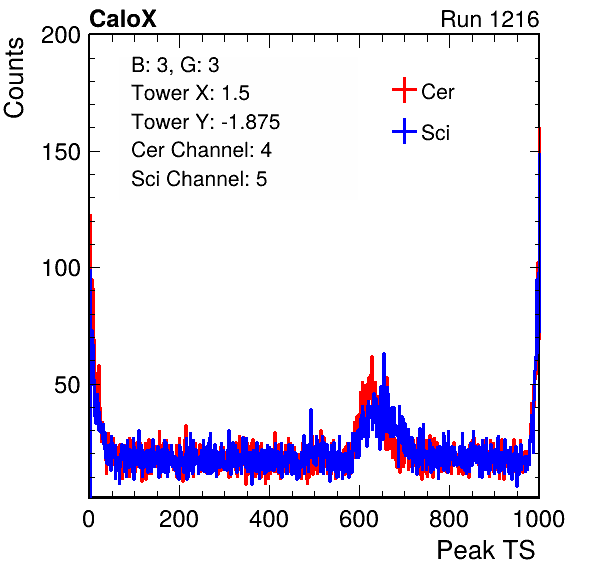 CaloX Run 1216
Counts
200
150
100
50
B: 3, G: 3
Tower X: 1.5
Tower Y: -1.875
Cer Channel: 4
Sci Channel: 5
Cer
Sci
0 200 400 600 800 1000
Peak TS